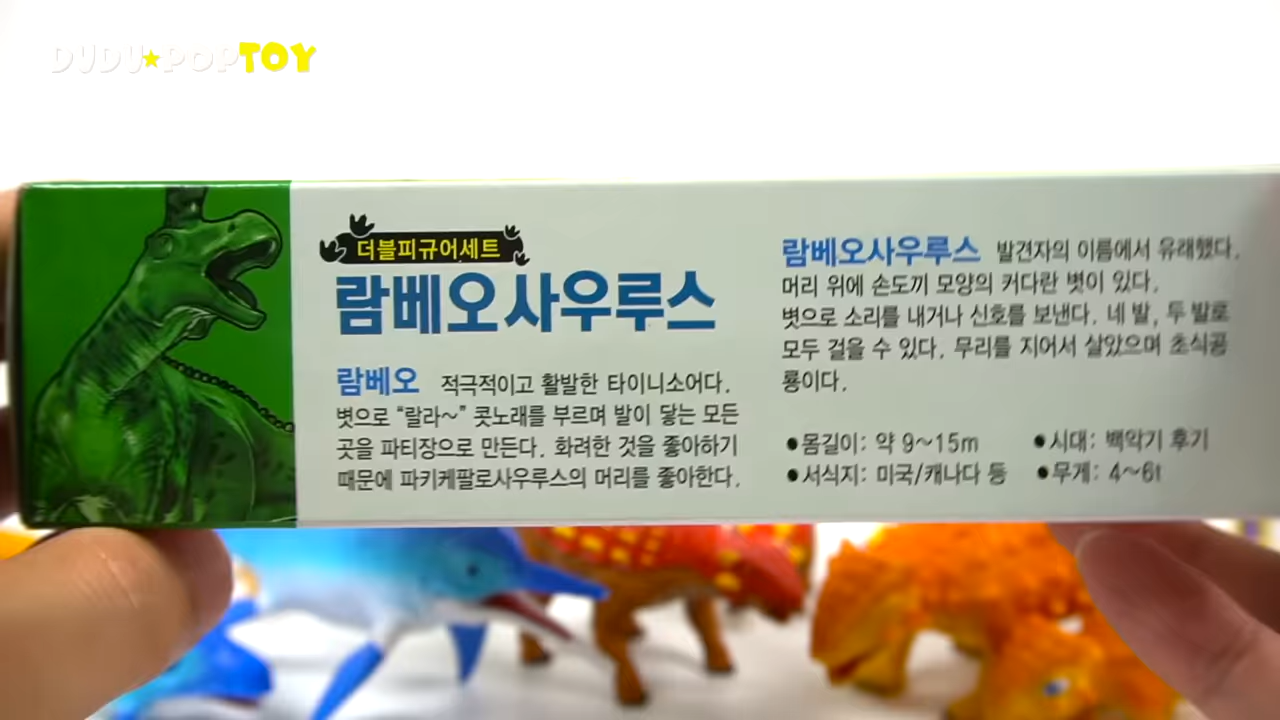 DUDU★POPTOY
더블피규어세트
람베오사우루스
람베오 적극적이고 활발한 타이니소어다.
볏으로 “랄라~” 콧노래를 부르며 발이 닿는 모든
곳을 파티장으로 만든다. 화려한 것을 좋아하기
때문에 파키케팔로사우루스의 머리를 좋아한다.
람베오사우루스 발견자의 이름에서 유래했다.
머리 위에 손도끼 모양의 커다란 볏이 있다.
볏으로 소리를 내거나 신호를 보낸다. 네 발, 두 발로
모두 걸을 수 있다. 무리를 지어서 살았으며 초식공
룡이다.
●몸길이: 약 9~15m ●시대: 백악기 후기
●서식지: 미국/캐나다 등 ●무게: 4~6t